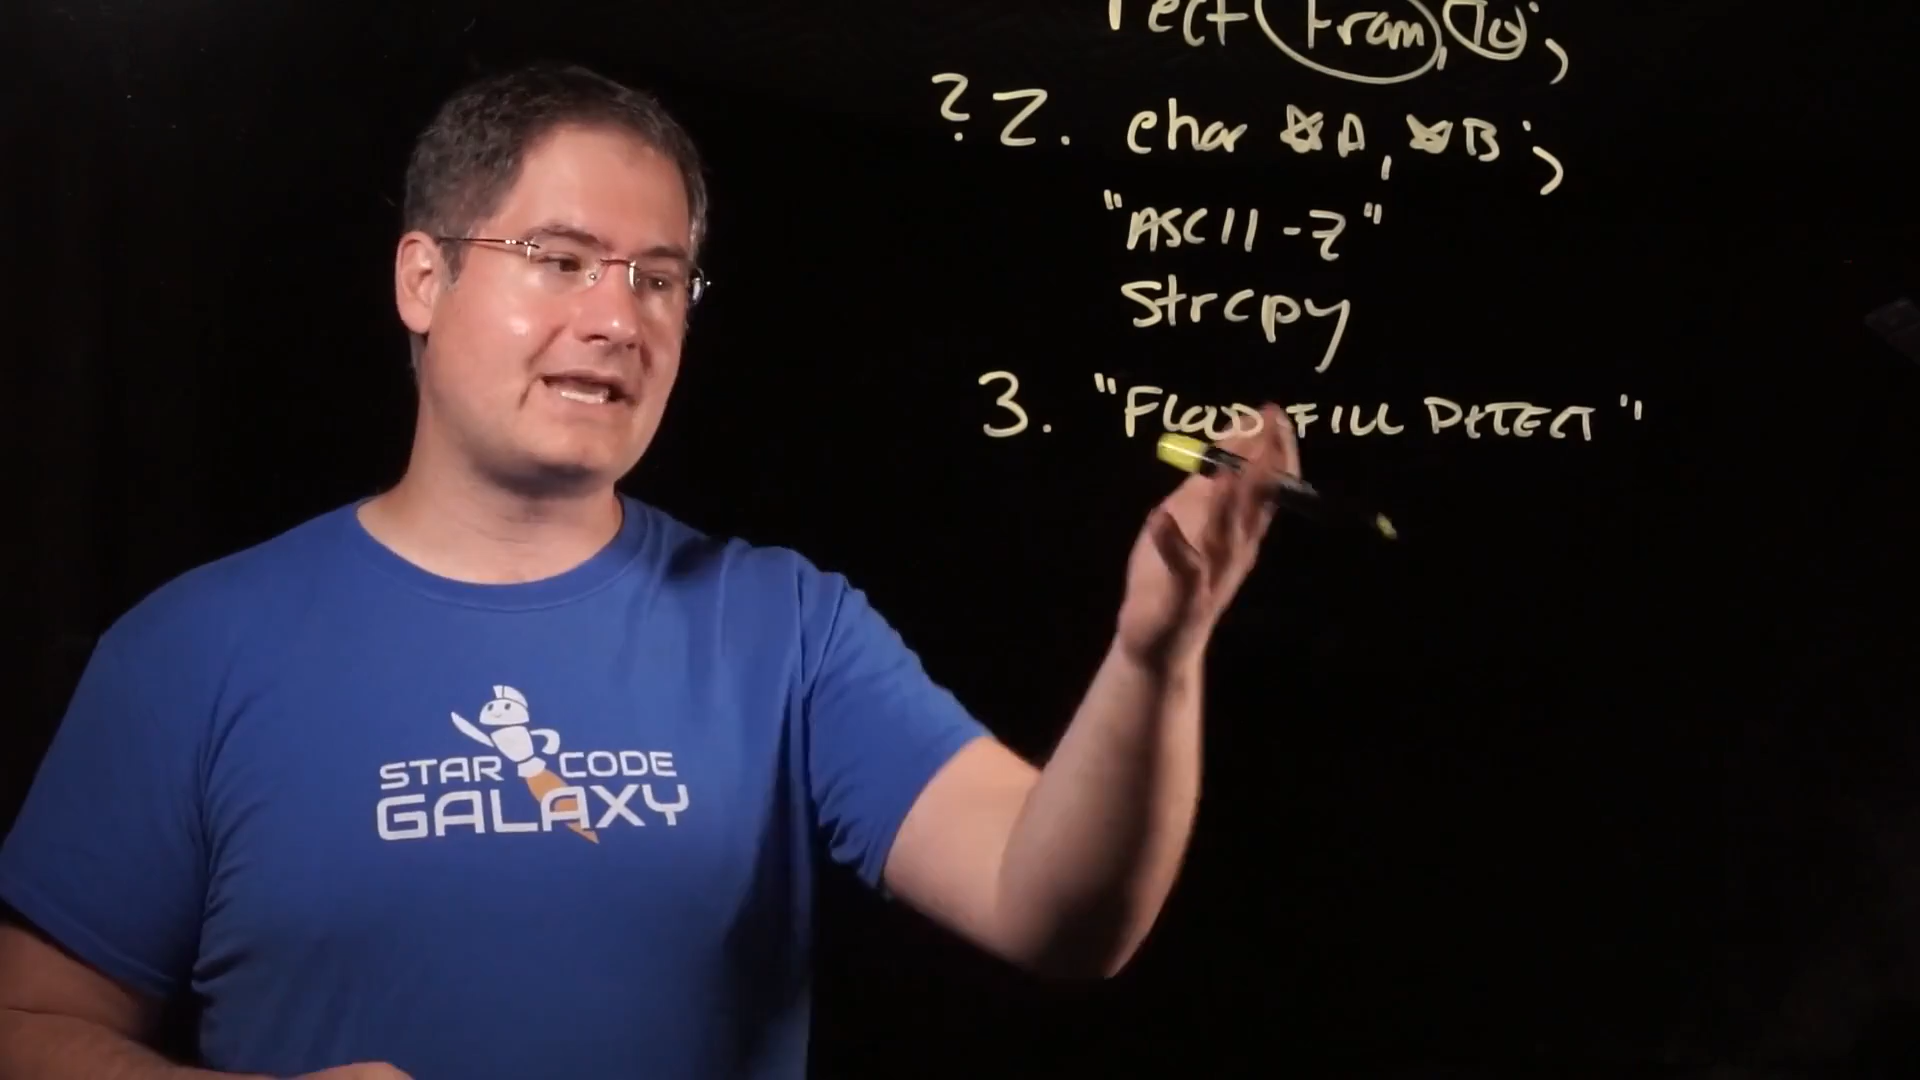 rect From, To;
? 2. char *A, *B;
"ASCII-Z"
Strcpy
3. "FLOOD FILL DETECT"
STAR CODE
GALAXY